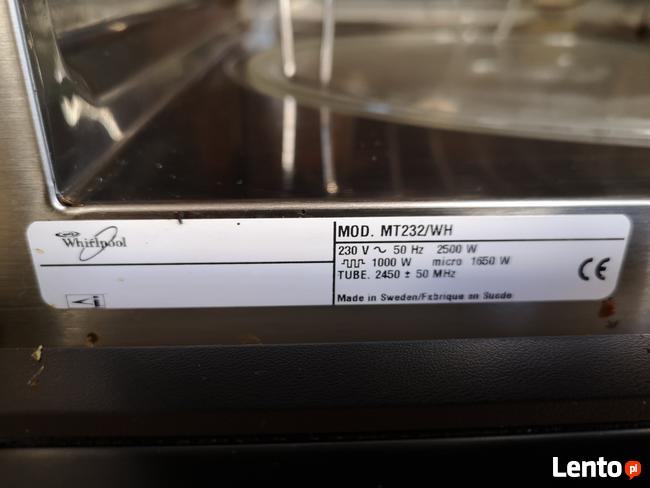 Whirlpool
MOD. MT232/WH
230 V ~ 50 Hz 2500 W
1000 W micro 1650 W
TUBE. 2450 ± 50 MHz
CE
Made in Sweden/Fabrique en Suede
Lento.pl